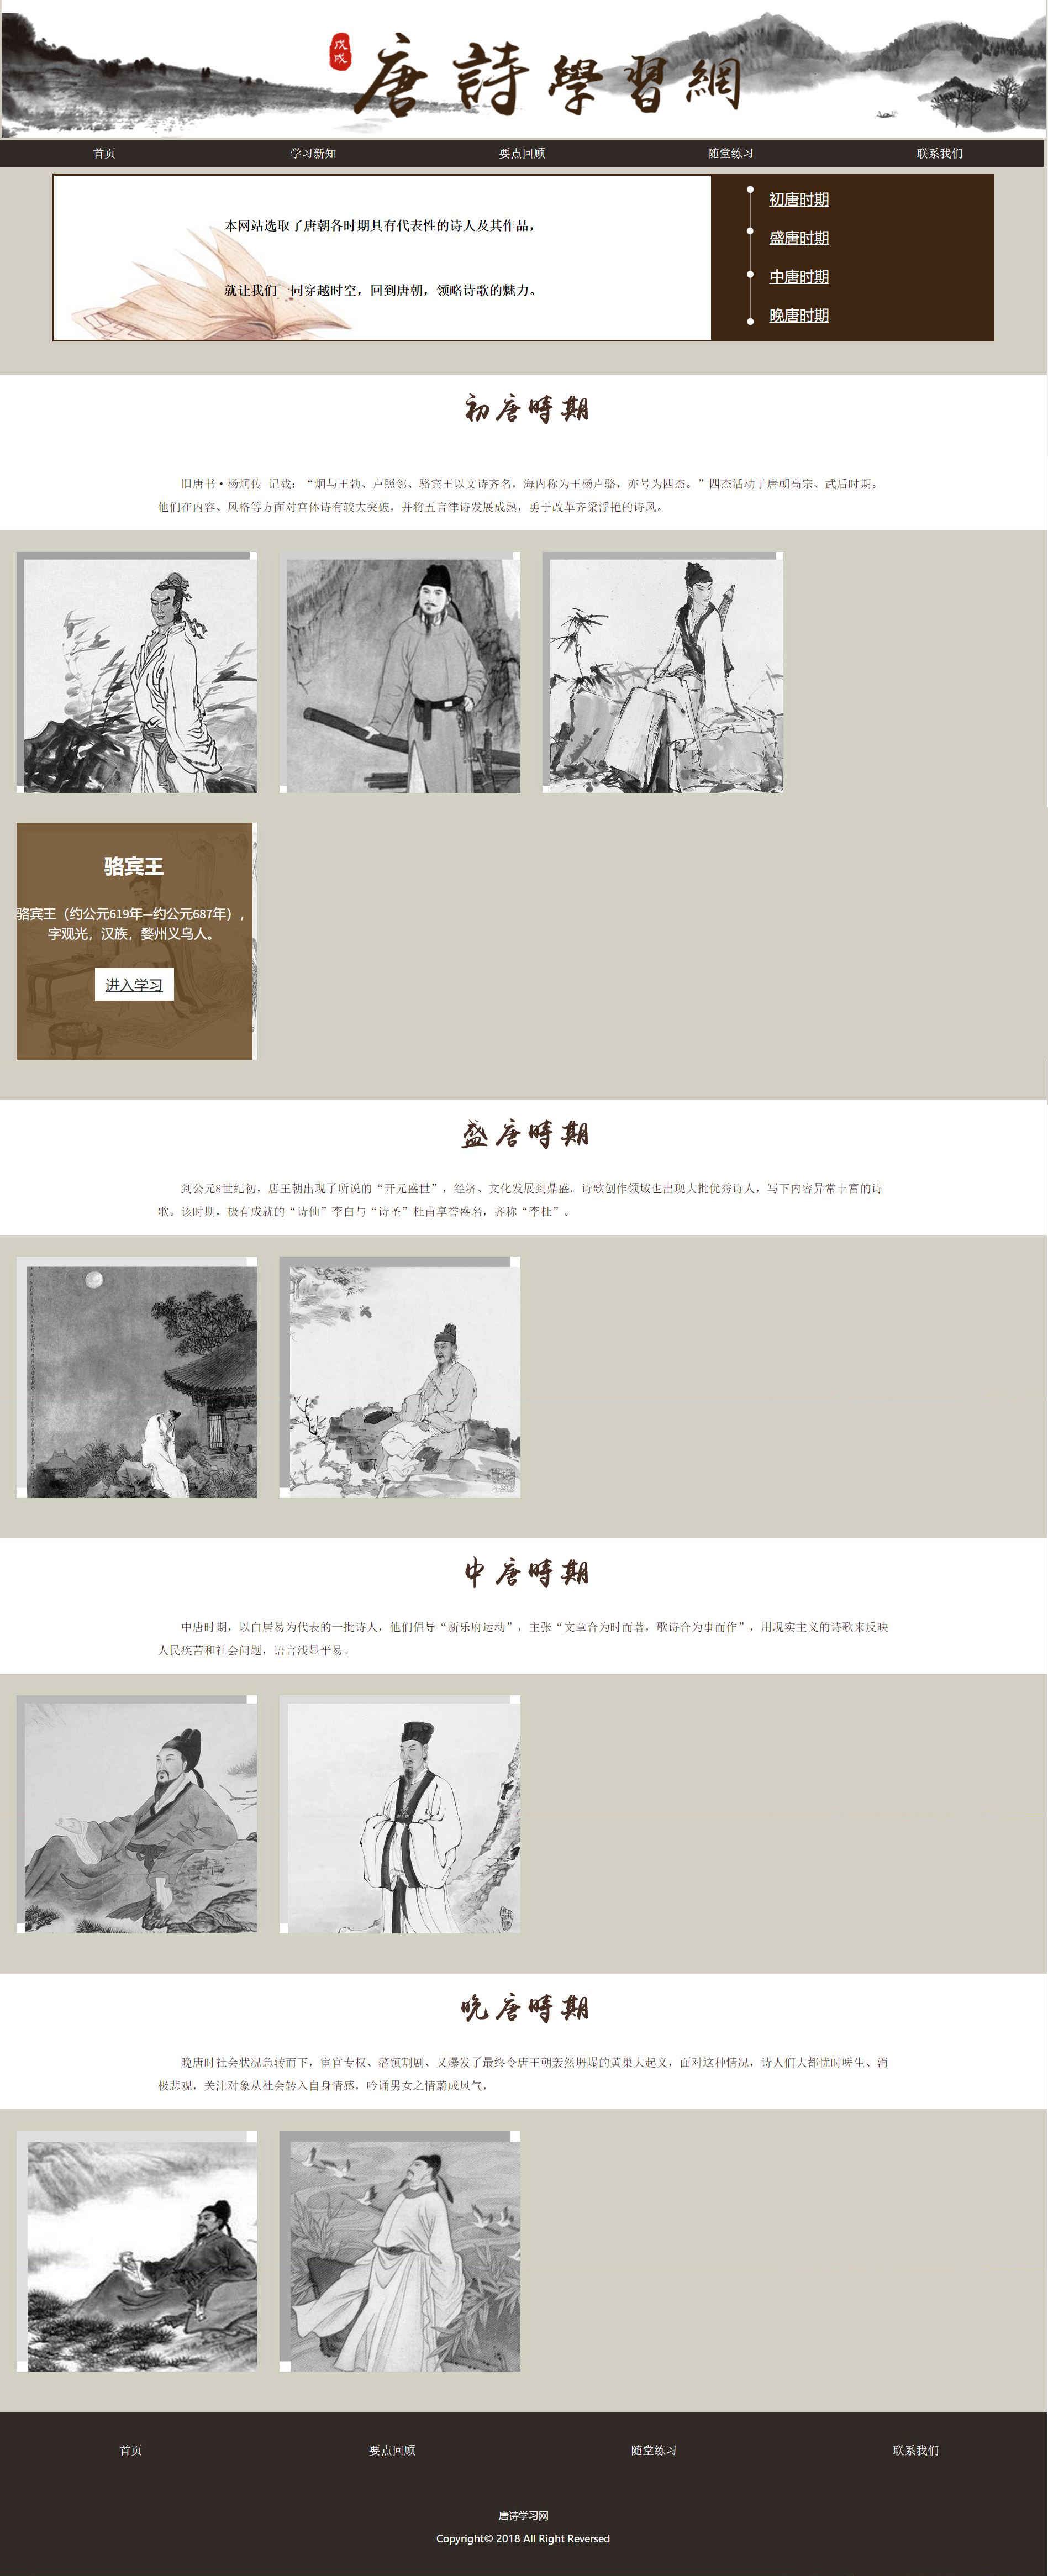 戊戌
唐詩學習網
首页 学习新知 要点回顾 随堂练习 联系我们
本网站选取了唐朝各时期具有代表性的诗人及其作品，
就让我们一同穿越时空，回到唐朝，领略诗歌的魅力。
初唐时期
盛唐时期
中唐时期
晚唐时期
初唐時期
旧唐书·杨炯传 记载：“炯与王勃、卢照邻、骆宾王以文诗齐名，海内称为王杨卢骆，亦号为四杰。”四杰活动于唐朝高宗、武后时期。
他们在内容、风格等方面对宫体诗有较大突破，并将五言律诗发展成熟，勇于改革齐梁浮艳的诗风。
骆宾王
骆宾王（约公元619年—约公元687年），
字观光，汉族，婺州义乌人。
进入学习
盛唐時期
到公元8世纪初，唐王朝出现了所说的“开元盛世”，经济、文化发展到鼎盛。诗歌创作领域也出现大批优秀诗人，写下内容异常丰富的诗
歌。该时期，极有成就的“诗仙”李白与“诗圣”杜甫享誉盛名，齐称“李杜”。
中唐時期
中唐时期，以白居易为代表的一批诗人，他们倡导“新乐府运动”，主张“文章合为时而著，歌诗合为事而作”，用现实主义的诗歌来反映
人民疾苦和社会问题，语言浅显平易。
晚唐時期
晚唐时社会状况急转而下，宦官专权、藩镇割剧、又爆发了最终令唐王朝轰然坍塌的黄巢大起义，面对这种情况，诗人们大都忧时嗟生、消
极悲观，关注对象从社会转入自身情感，吟诵男女之情蔚成风气，
首页 要点回顾 随堂练习 联系我们
唐诗学习网
Copyright© 2018 All Right Reversed